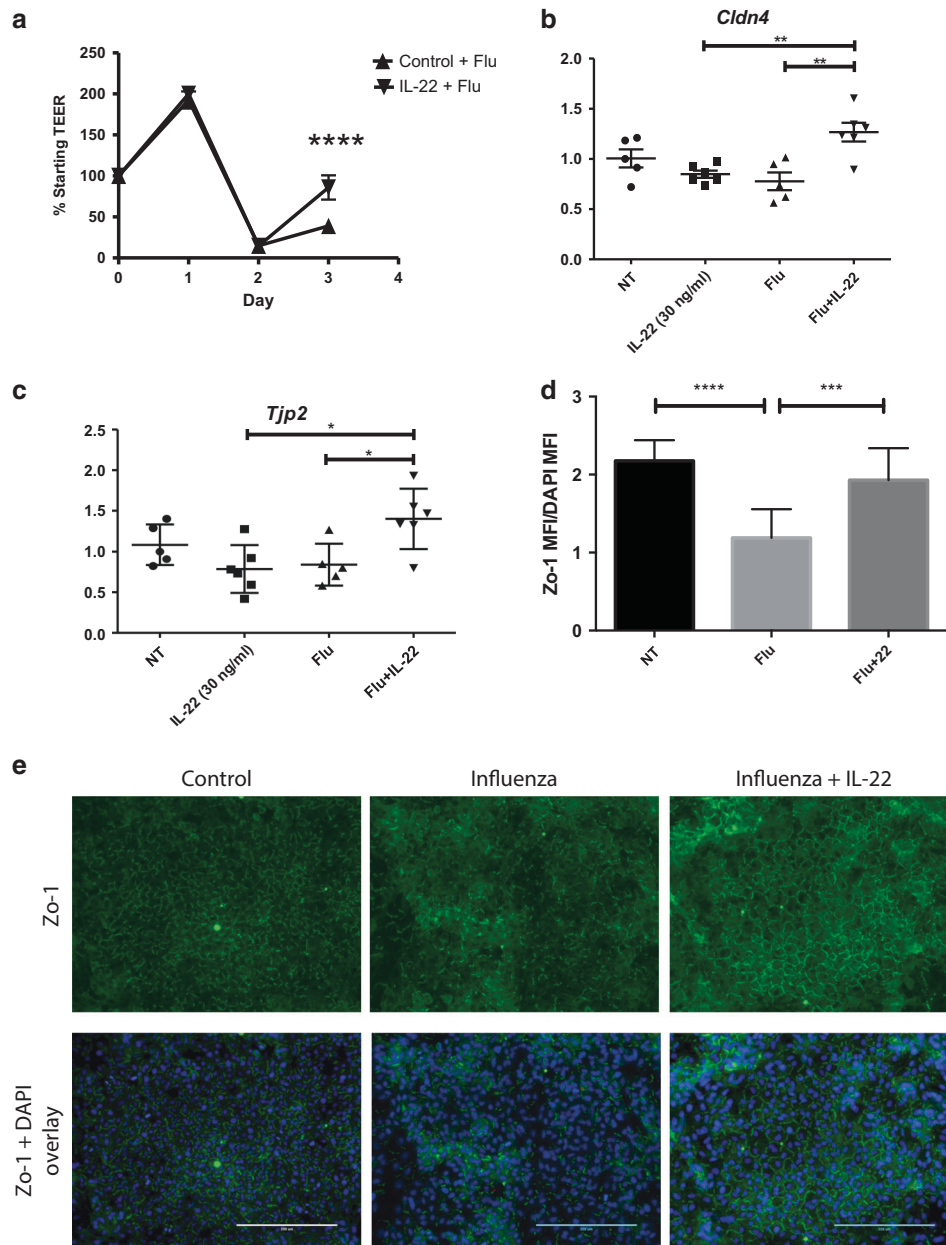 a
250
200
150
100
50
0
% Starting TEER
0 1 2 3 4
Day
Control + Flu
IL-22 + Flu
****
b
Cldn4
**
**
2.0
1.5
1.0
0.5
0.0
NT
IL-22 (30 ng/ml)
Flu
Flu+IL-22
c
Tjp2
*
*
2.5
2.0
1.5
1.0
0.5
0.0
NT
IL-22 (30 ng/ml)
Flu
Flu+IL-22
d
****
***
3
2
1
0
Zo-1 MFI/DAPI MFI
NT
Flu
Flu+22
e
Control
Influenza
Influenza + IL-22
Zo-1
Zo-1 + DAPI
overlay